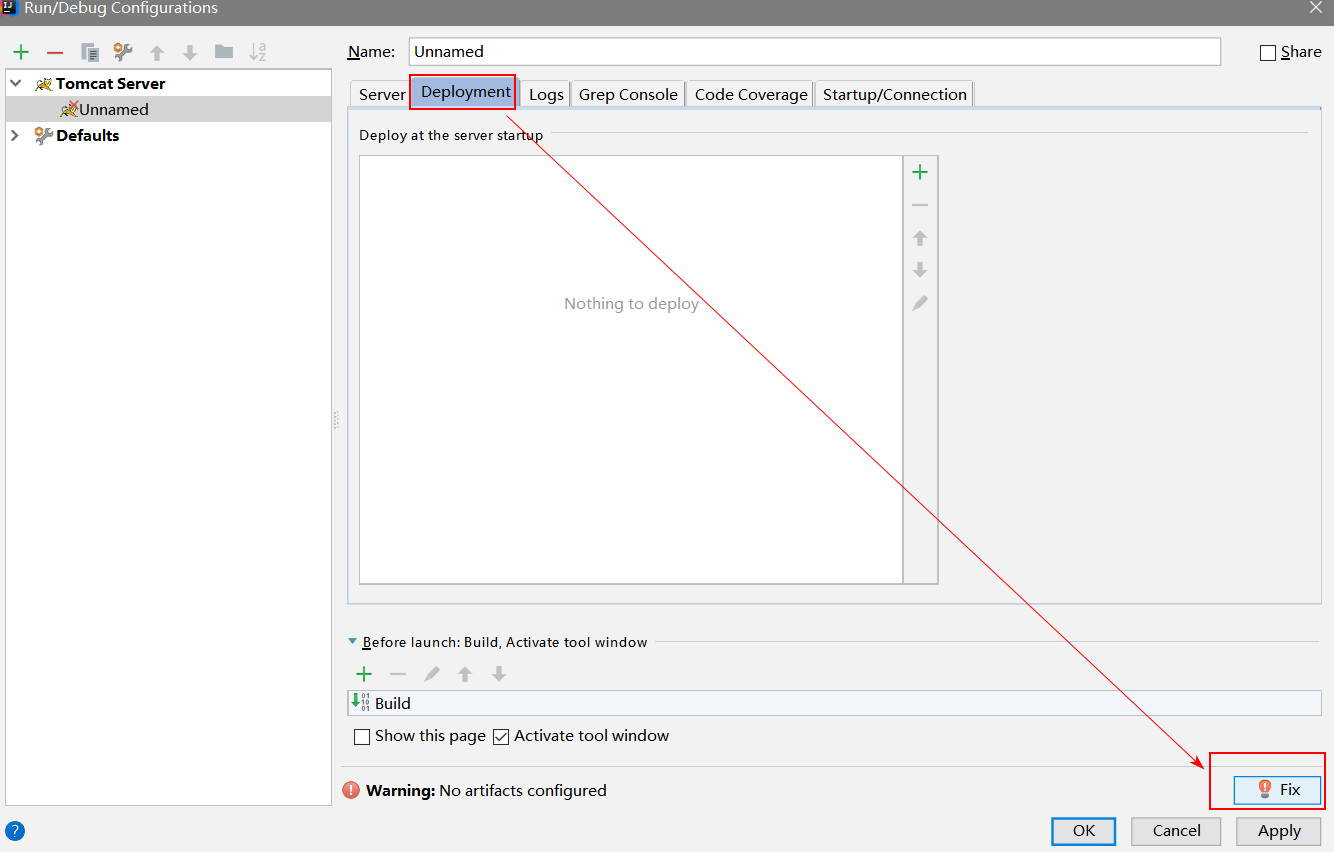 Run/Debug Configurations
Name: Unnamed
Share
Tomcat Server
Unnamed
Defaults
Server Deployment Logs Grep Console Code Coverage Startup/Connection
Deploy at the server startup
Nothing to deploy
Before launch: Build, Activate tool window
Build
Show this page Activate tool window
Warning: No artifacts configured
Fix
OK Cancel Apply